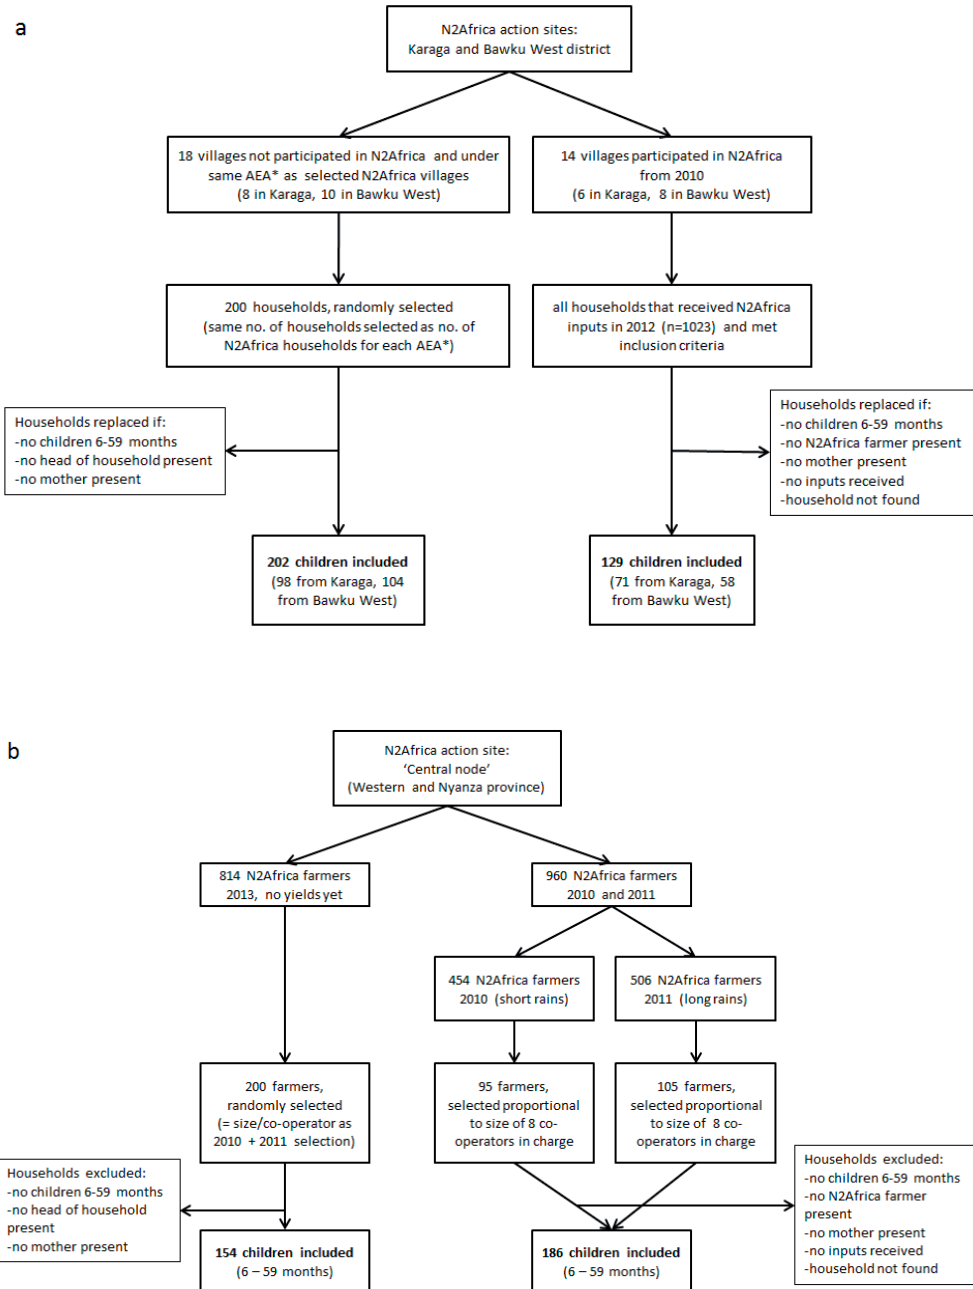 a
N2Africa action sites:
Karaga and Bawku West district
18 villages not participated in N2Africa and under
same AEA* as selected N2Africa villages
(8 in Karaga, 10 in Bawku West)
14 villages participated in N2Africa
from 2010
(6 in Karaga, 8 in Bawku West)
200 households, randomly selected
(same no. of households selected as no. of
N2Africa households for each AEA*)
all households that received N2Africa
inputs in 2012 (n=1023) and met
inclusion criteria
Households replaced if:
-no children 6-59 months
-no head of household present
-no mother present
Households replaced if:
-no children 6-59 months
-no N2Africa farmer present
-no mother present
-no inputs received
-household not found
202 children included
(98 from Karaga, 104
from Bawku West)
129 children included
(71 from Karaga, 58
from Bawku West)
b
N2Africa action site:
'Central node'
(Western and Nyanza province)
814 N2Africa farmers
2013, no yields yet
960 N2Africa farmers
2010 and 2011
454 N2Africa farmers
2010 (short rains)
506 N2Africa farmers
2011 (long rains)
200 farmers,
randomly selected
(= size/co-operator as
2010 + 2011 selection)
95 farmers,
selected proportional
to size of 8 co-
operators in charge
105 farmers,
selected proportional
to size of 8 co-
operators in charge
Households excluded:
-no children 6-59 months
-no head of household
present
-no mother present
Households excluded:
-no children 6-59 months
-no N2Africa farmer
present
-no mother present
-no inputs received
-household not found
154 children included
(6 – 59 months)
186 children included
(6 – 59 months)